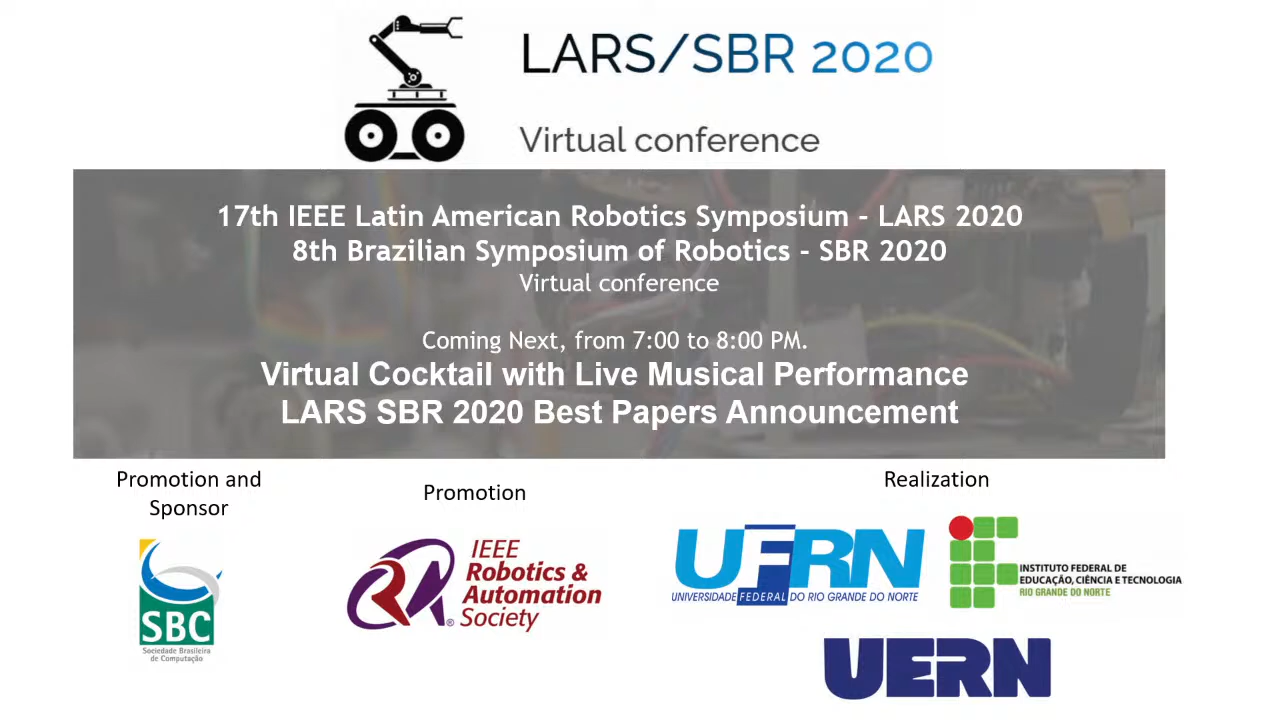 LARS/SBR 2020
Virtual conference
17th IEEE Latin American Robotics Symposium - LARS 2020
8th Brazilian Symposium of Robotics - SBR 2020
Virtual conference
Coming Next, from 7:00 to 8:00 PM.
Virtual Cocktail with Live Musical Performance
LARS SBR 2020 Best Papers Announcement
Promotion and
Sponsor
SBC
Sociedade Brasileira
de Computação
Promotion
IEEE
Robotics &
Automation
Society
®
Realization
UFRN
UNIVERSIDADE FEDERAL DO RIO GRANDE DO NORTE
INSTITUTO FEDERAL DE
EDUCAÇÃO, CIÊNCIA E TECNOLOGIA
RIO GRANDE DO NORTE
UERN